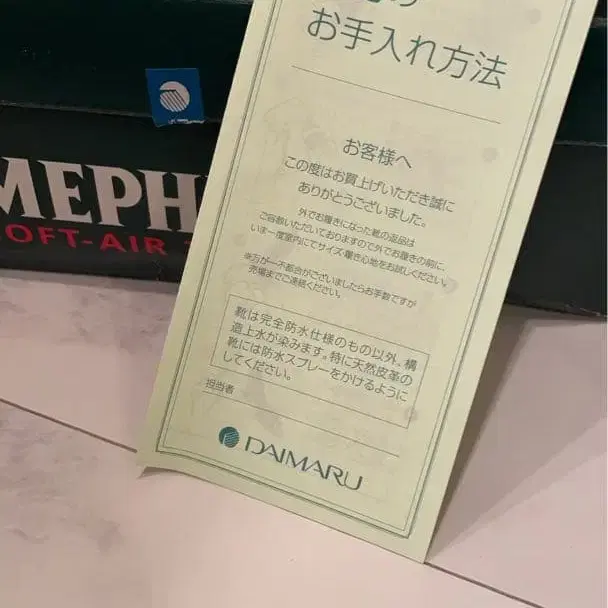 お手入れ方法
お客様へ
この度はお買上げいただき誠に
ありがとうございました。
外でお履きになった靴の返品は
ご容赦いただいておりますので外でお履きの前に、
いま一度室内にてサイズ・履き心地をお試しください。
※万が一不都合がございましたらお手数ですが
売場までご連絡ください。
靴は完全防水仕様のもの以外、構
造上水が染みます。特に天然皮革の
靴には防水スプレーをかけるように
してください。
担当者
DAIMARU
MEPH
OFT-AIR